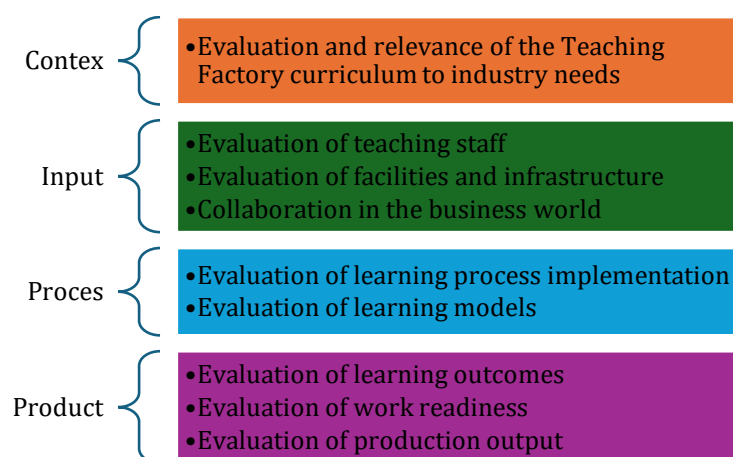 Contex
•Evaluation and relevance of the Teaching
Factory curriculum to industry needs
Input
•Evaluation of teaching staff
•Evaluation of facilities and infrastructure
•Collaboration in the business world
Proces
•Evaluation of learning process implementation
•Evaluation of learning models
Product
•Evaluation of learning outcomes
•Evaluation of work readiness
•Evaluation of production output